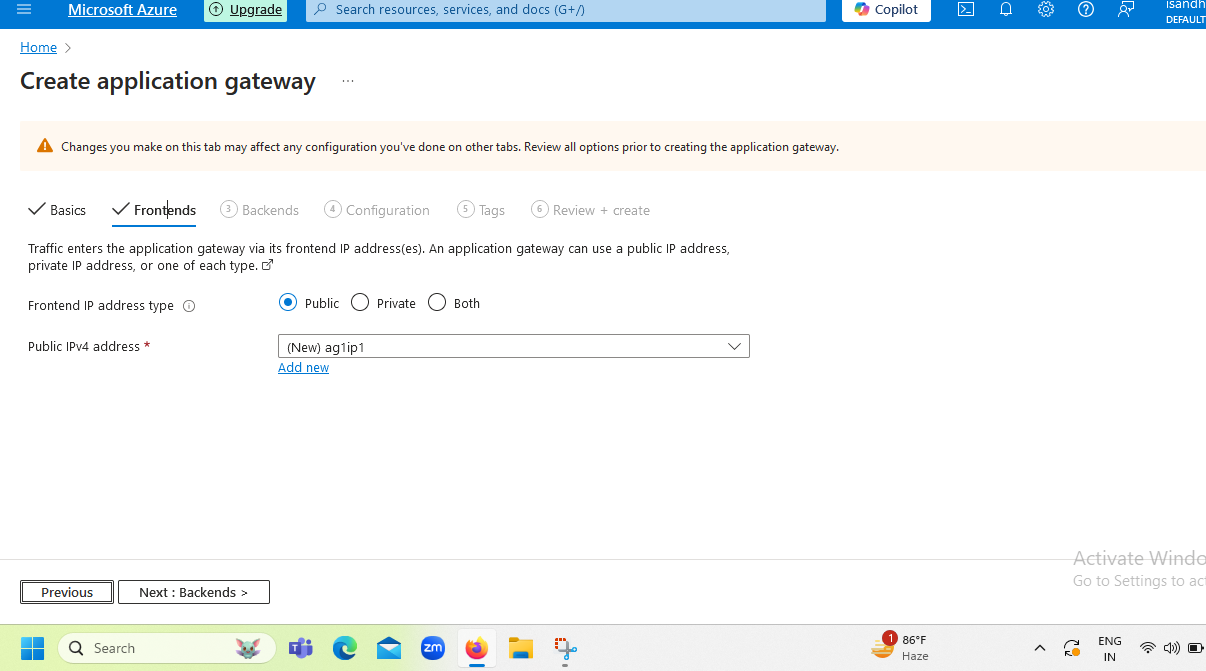 Microsoft Azure
Upgrade
Search resources, services, and docs (G+/)
Copilot
isandh
DEFAULT
Home
Create application gateway
...
Changes you make on this tab may affect any configuration you've done on other tabs. Review all options prior to creating the application gateway.
Basics
Frontends
3 Backends
4 Configuration
5 Tags
6 Review + create
Traffic enters the application gateway via its frontend IP address(es). An application gateway can use a public IP address,
private IP address, or one of each type.
Frontend IP address type
Public
Private
Both
Public IPv4 address *
(New) ag1ip1
Add new
Activate Windo
Go to Settings to act
Previous
Next : Backends >
Search
zm
1
86°F
Haze
ENG
IN